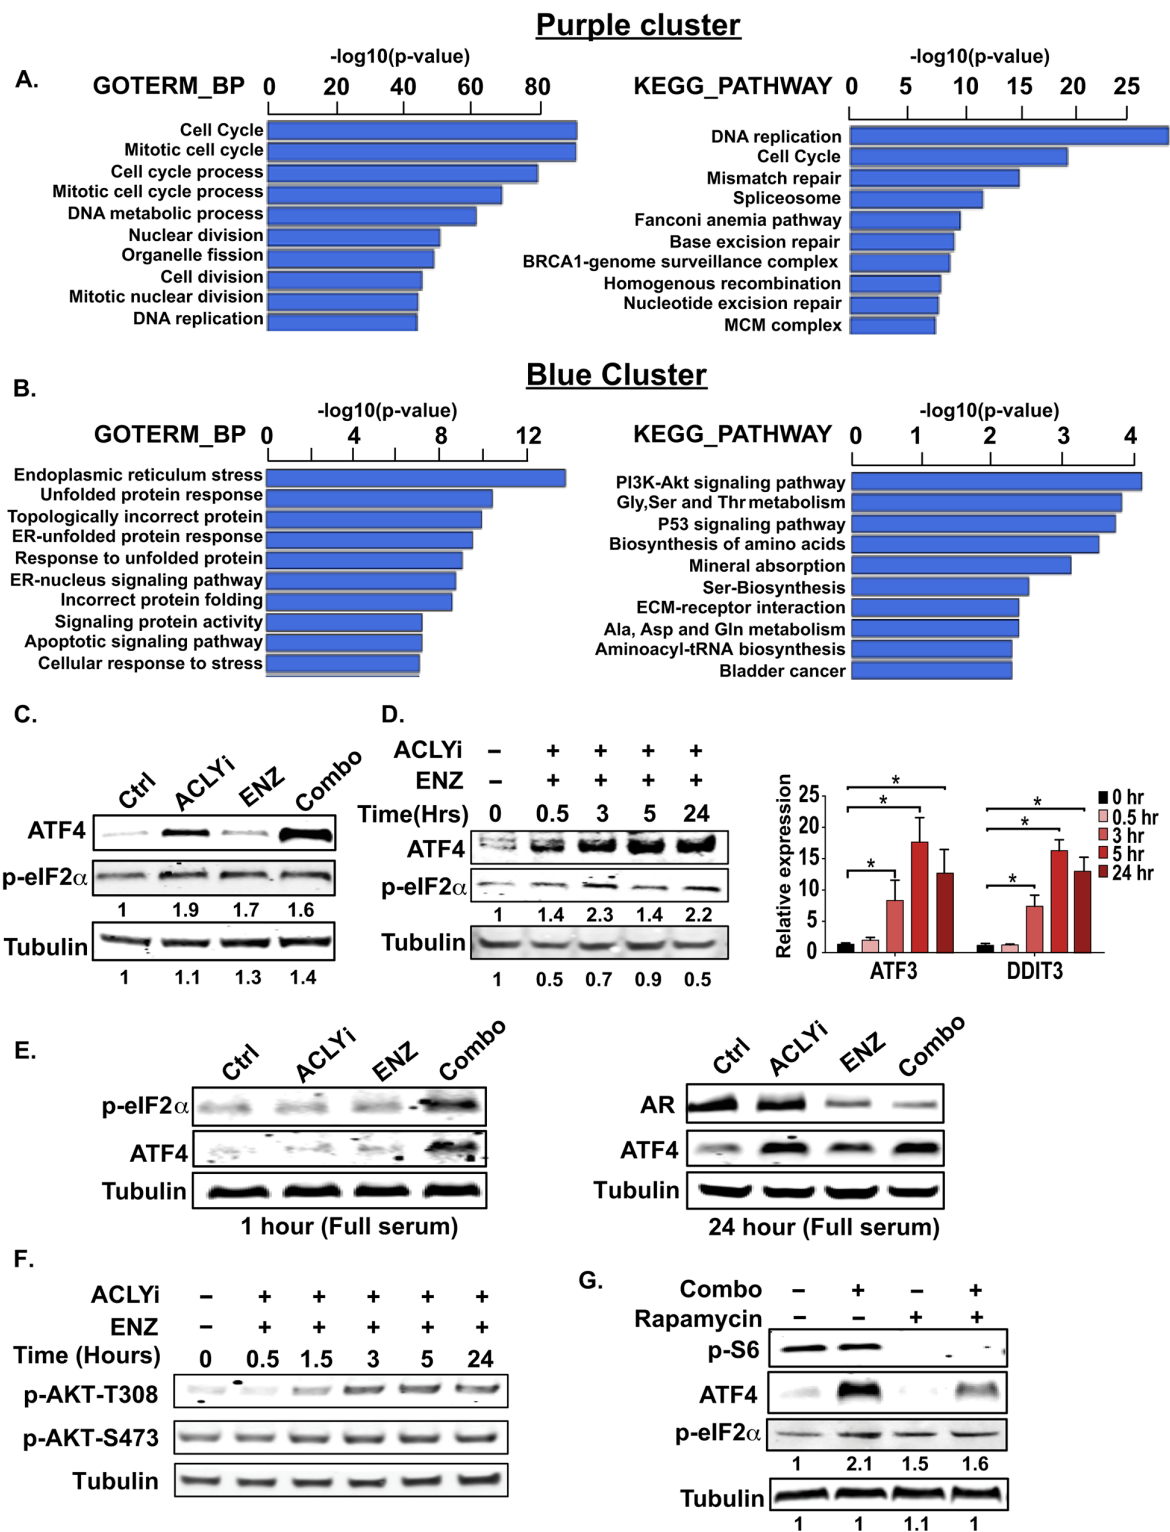 Purple cluster
A.
-log10(p-value)
GOTERM_BP 0 20 40 60 80
Cell Cycle
Mitotic cell cycle
Cell cycle process
Mitotic cell cycle process
DNA metabolic process
Nuclear division
Organelle fission
Cell division
Mitotic nuclear division
DNA replication
-log10(p-value)
KEGG_PATHWAY 0 5 10 15 20 25
DNA replication
Cell Cycle
Mismatch repair
Spliceosome
Fanconi anemia pathway
Base excision repair
BRCA1-genome surveillance complex
Homogenous recombination
Nucleotide excision repair
MCM complex
Blue Cluster
B.
-log10(p-value)
GOTERM_BP 0 4 8 12
Endoplasmic reticulum stress
Unfolded protein response
Topologically incorrect protein
ER-unfolded protein response
Response to unfolded protein
ER-nucleus signaling pathway
Incorrect protein folding
Signaling protein activity
Apoptotic signaling pathway
Cellular response to stress
-log10(p-value)
KEGG_PATHWAY 0 1 2 3 4
PI3K-Akt signaling pathway
Gly,Ser and Thr metabolism
P53 signaling pathway
Biosynthesis of amino acids
Mineral absorption
Ser-Biosynthesis
ECM-receptor interaction
Ala, Asp and Gln metabolism
Aminoacyl-tRNA biosynthesis
Bladder cancer
C.
Ctrl ACLYi ENZ Combo
ATF4
p-eIF2α
1 1.9 1.7 1.6
Tubulin
1 1.1 1.3 1.4
D.
ACLYi – + + + +
ENZ – + + + +
Time(Hrs) 0 0.5 3 5 24
ATF4
p-eIF2α
1 1.4 2.3 1.4 2.2
Tubulin
1 0.5 0.7 0.9 0.5
Relative expression
25
20
15
10
5
0
* * *
* * *
ATF3 DDIT3
0 hr
0.5 hr
3 hr
5 hr
24 hr
E.
Ctrl ACLYi ENZ Combo
p-eIF2α
ATF4
Tubulin
1 hour (Full serum)
Ctrl ACLYi ENZ Combo
AR
ATF4
Tubulin
24 hour (Full serum)
F.
ACLYi – + + + + +
ENZ – + + + + +
Time (Hours) 0 0.5 1.5 3 5 24
p-AKT-T308
p-AKT-S473
Tubulin
G.
Combo – + – +
Rapamycin – – + +
p-S6
ATF4
p-eIF2α
1 2.1 1.5 1.6
Tubulin
1 1 1.1 1